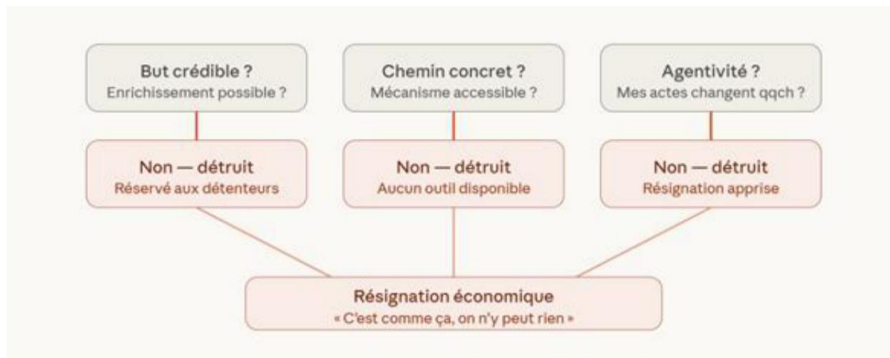 But crédible ?
Enrichissement possible ?
Chemin concret ?
Mécanisme accessible ?
Agentivité ?
Mes actes changent qqch ?
Non — détruit
Réservé aux détenteurs
Non — détruit
Aucun outil disponible
Non — détruit
Résignation apprise
Résignation économique
« C'est comme ça, on n'y peut rien »